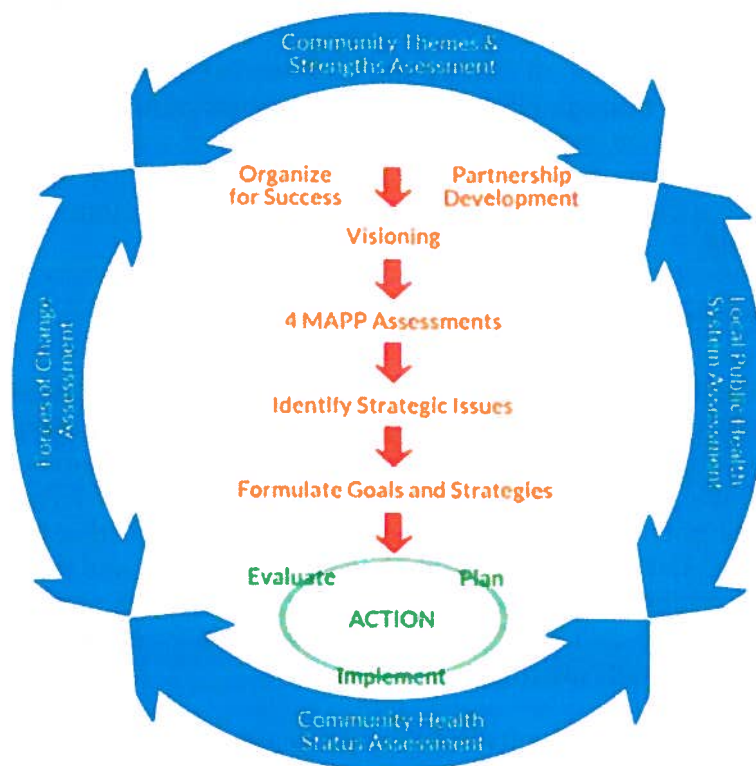 Community Themes &
Strengths Asessment
Organize
for Success
Partnership
Development
Visioning
4 MAPP Assessments
Identify Strategic Issues
Formulate Goals and Strategies
Evaluate
Plan
ACTION
Implement
Forces of Change
Assessment
Local Public Health
System Assessment
Community Health
Status Assessment